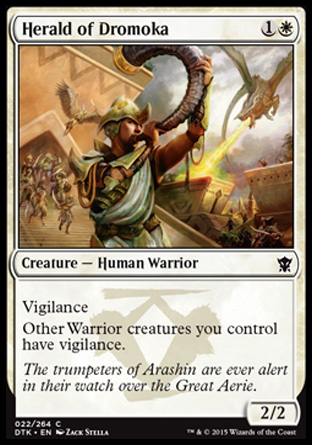 Herald of Dromoka 1
Creature — Human Warrior
Vigilance
Other Warrior creatures you control
have vigilance.
The trumpeters of Arashin are ever alert
in their watch over the Great Aerie.
2/2
022/264 C
DTK • EN ZACK STELLA
™ & © 2015 Wizards of the Coast